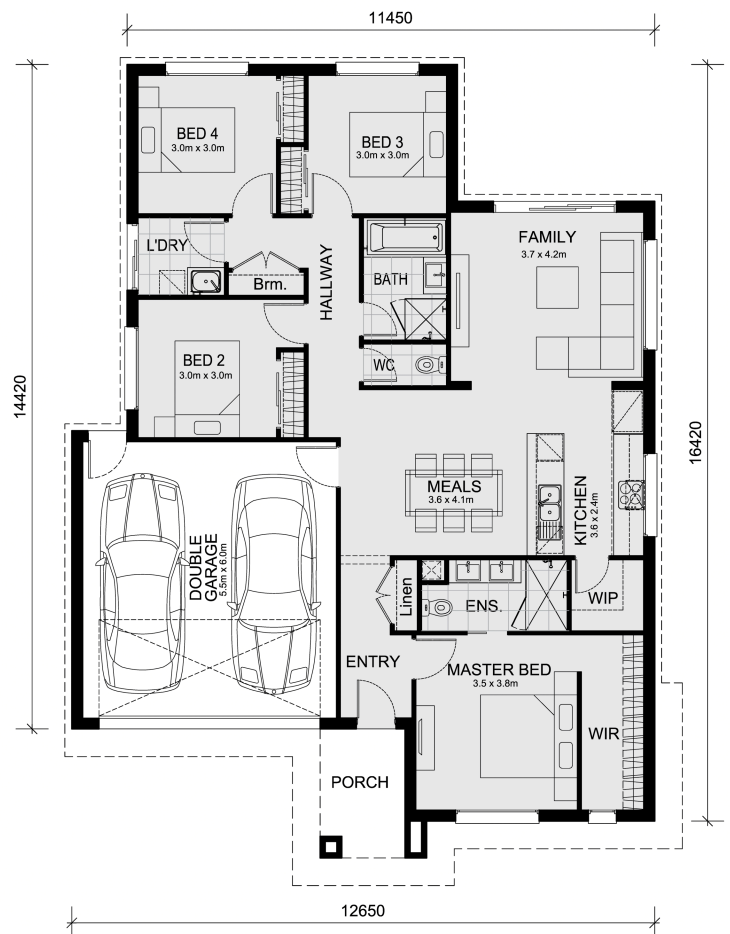 11450
BED 4
3.0m x 3.0m
BED 3
3.0m x 3.0m
L'DRY
Brm.
HALLWAY
BATH
FAMILY
3.7 x 4.2m
WC
BED 2
3.0m x 3.0m
14420
16420
MEALS
3.6 x 4.1m
KITCHEN
3.6 x 2.4m
DOUBLE
GARAGE
5.5m x 6.0m
Linen
ENS.
WIP
ENTRY
MASTER BED
3.5 x 3.8m
WIR
PORCH
12650